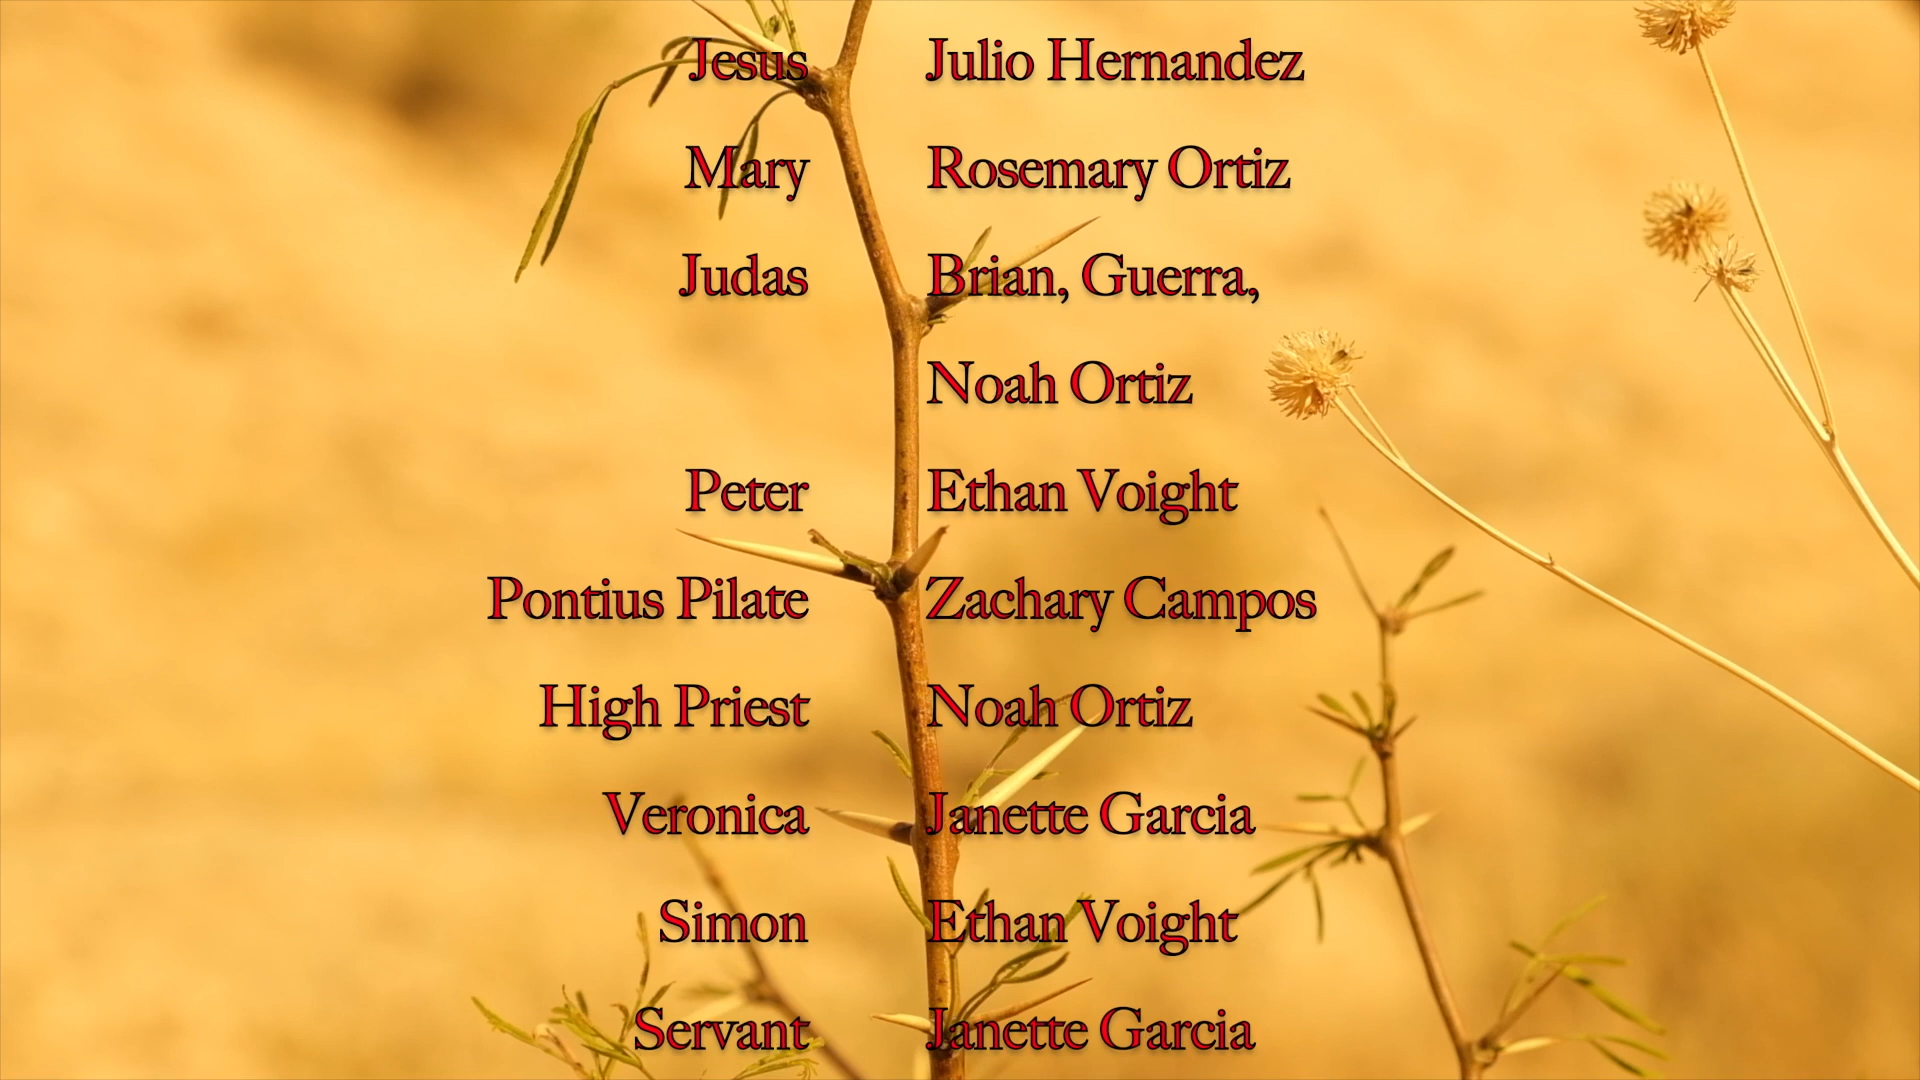 Jesus Julio Hernandez
Mary Rosemary Ortiz
Judas Brian, Guerra,
Noah Ortiz
Peter Ethan Voight
Pontius Pilate Zachary Campos
High Priest Noah Ortiz
Veronica Janette Garcia
Simon Ethan Voight
Servant Janette Garcia